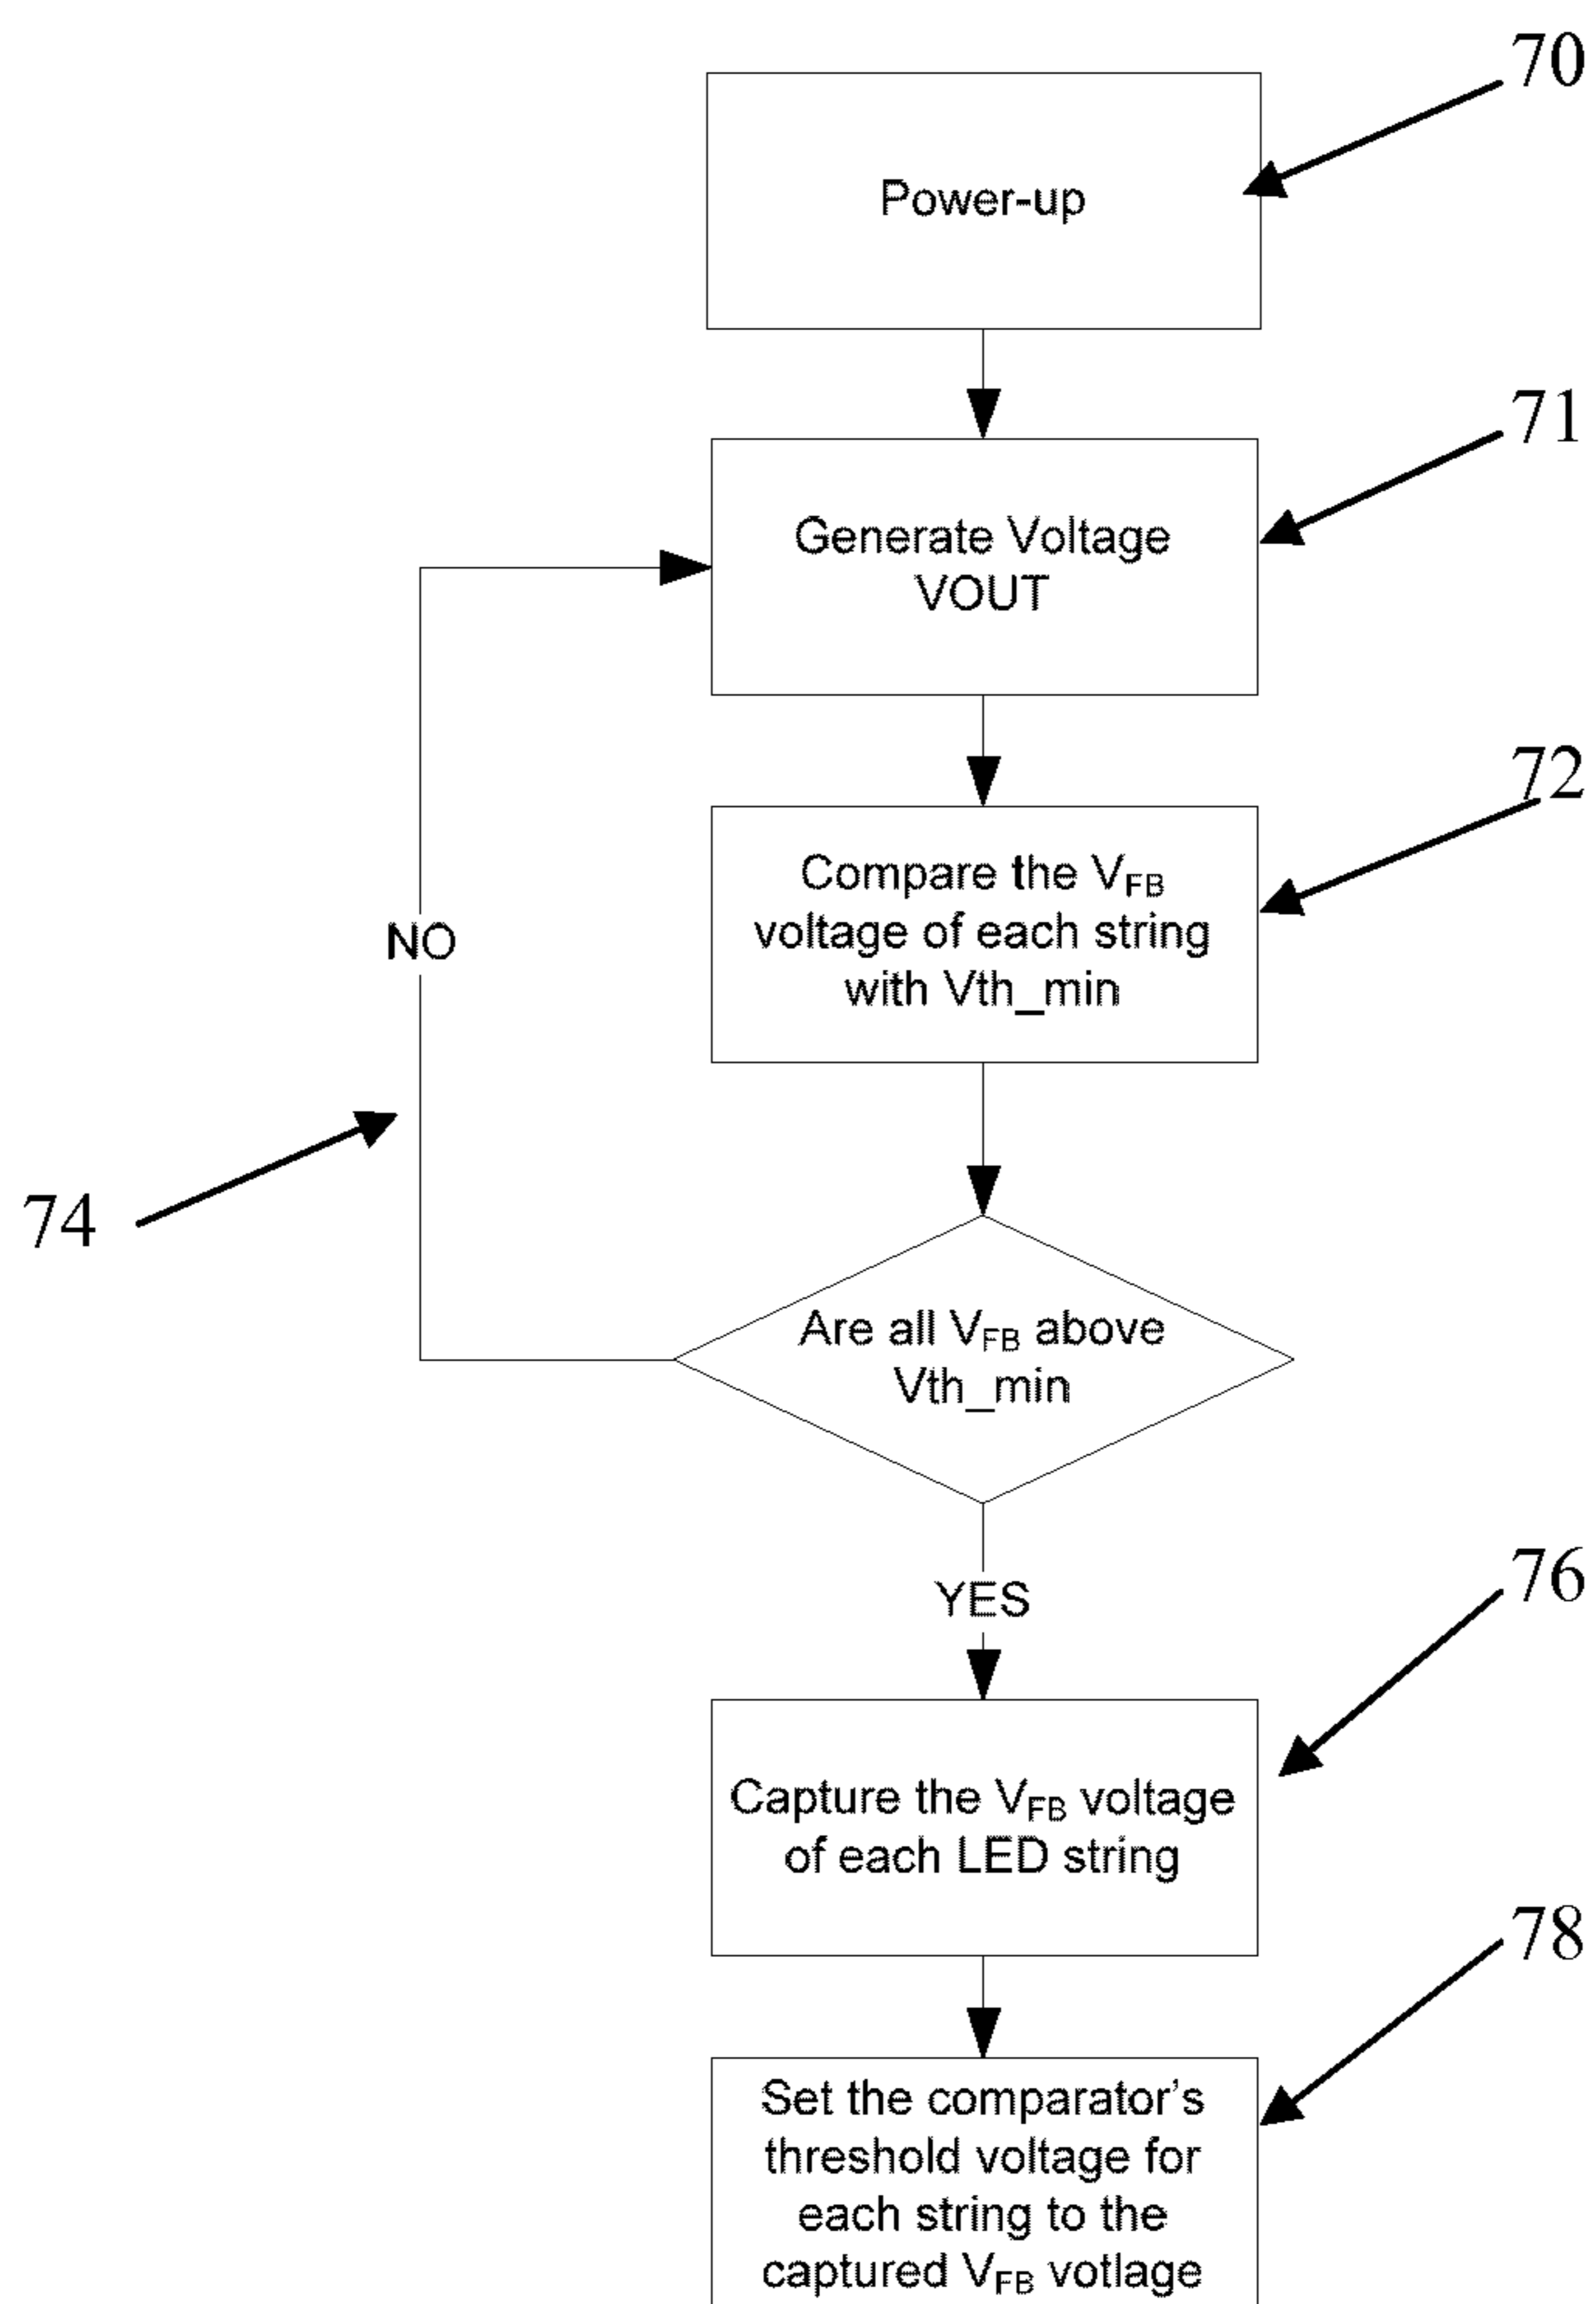 70
Power-up
71
Generate Voltage
VOUT
72
Compare the VFB
voltage of each string
with Vth_min
NO
74
Are all VFB above
Vth_min
YES
76
Capture the VFB voltage
of each LED string
78
Set the comparator's
threshold voltage for
each string to the
captured VFB votlage